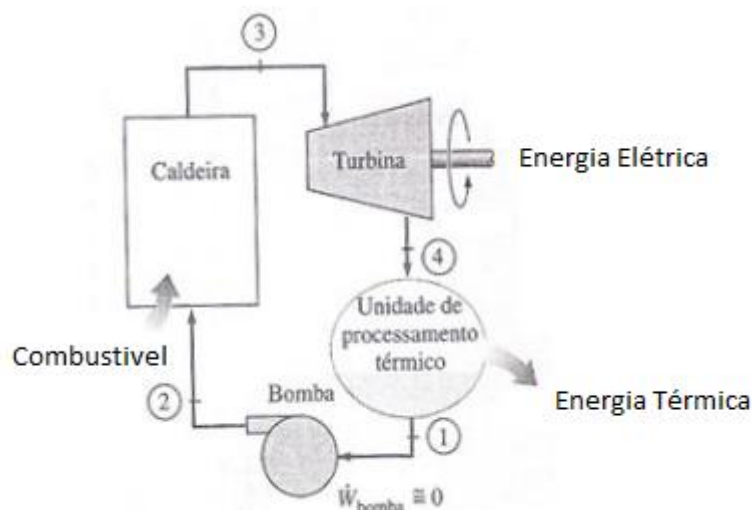 3
Caldeira
Turbina
Energia Elétrica
4
Unidade de
processamento
térmico
Combustivel
Energia Térmica
2
Bomba
1
Ẇbomba ≅ 0